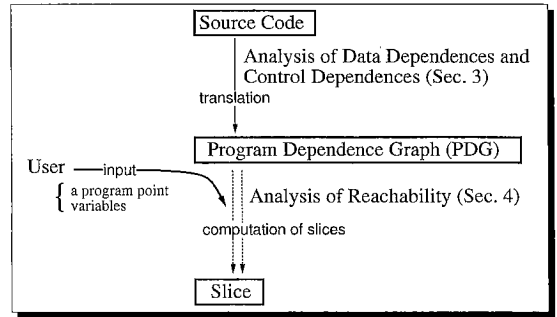 Source Code
Analysis of Data Dependences and
Control Dependences (Sec. 3)
translation
Program Dependence Graph (PDG)
User
input
{ a program point
variables
Analysis of Reachability (Sec. 4)
computation of slices
Slice